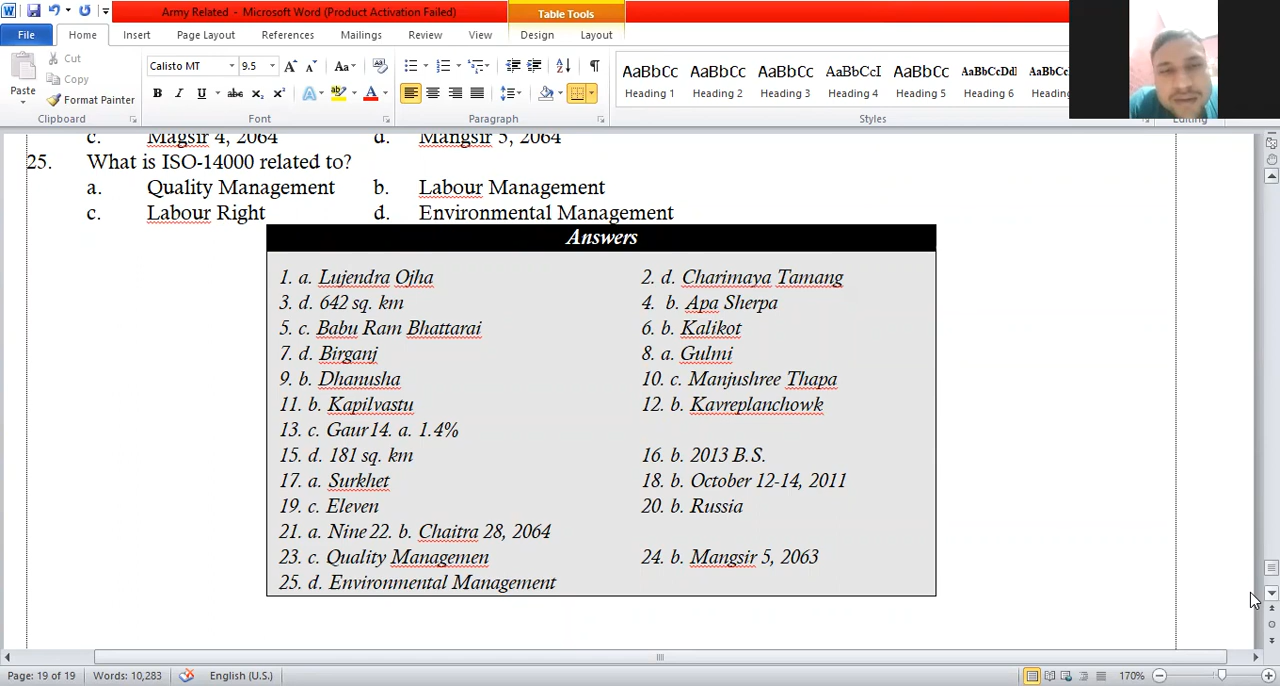 Army Related - Microsoft Word (Product Activation Failed)
Table Tools
File Home Insert Page Layout References Mailings Review View Design Layout
Paste
Cut
Copy
Format Painter
Clipboard
Calisto MT 9.5
Font
Paragraph
AaBbCc AaBbCc AaBbCc AaBbCcI AaBbCc AaBbCcDd AaBbCc
Heading 1 Heading 2 Heading 3 Heading 4 Heading 5 Heading 6 Heading
Styles
Editing
c. Magsir 4, 2064 d. Mangsir 5, 2064
25. What is ISO-14000 related to?
a. Quality Management b. Labour Management
c. Labour Right d. Environmental Management
Answers
1. a. Lujendra Ojha 2. d. Charimaya Tamang
3. d. 642 sq. km 4. b. Apa Sherpa
5. c. Babu Ram Bhattarai 6. b. Kalikot
7. d. Birganj 8. a. Gulmi
9. b. Dhanusha 10. c. Manjushree Thapa
11. b. Kapilvastu 12. b. Kavreplanchowk
13. c. Gaur14. a. 1.4%
15. d. 181 sq. km 16. b. 2013 B.S.
17. a. Surkhet 18. b. October 12-14, 2011
19. c. Eleven 20. b. Russia
21. a. Nine22. b. Chaitra 28, 2064
23. c. Quality Managemen 24. b. Mangsir 5, 2063
25. d. Environmental Management
Page: 19 of 19 Words: 10,283 English (U.S.) 170%